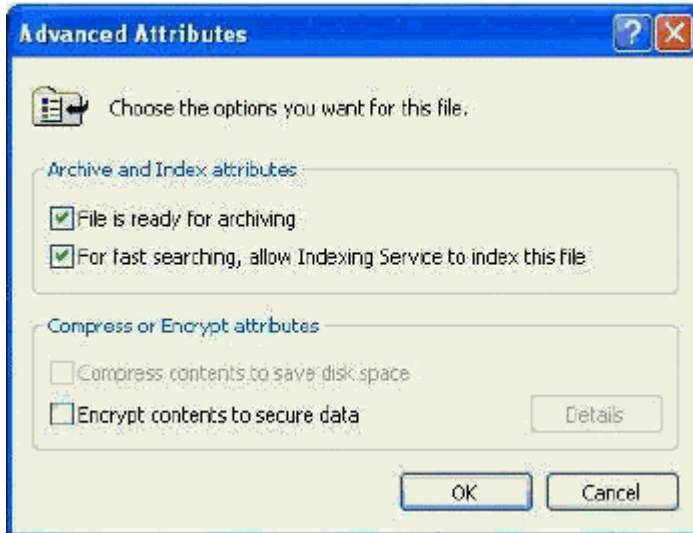 Advanced Attributes
Choose the options you want for this file.
Archive and Index attributes
File is ready for archiving
For fast searching, allow Indexing Service to index this file
Compress or Encrypt attributes
Compress contents to save disk space
Encrypt contents to secure data
Details
OK
Cancel